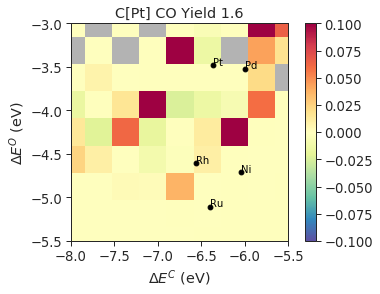 C[Pt] CO Yield 1.6
−3.0
−3.5
−4.0
−4.5
−5.0
−5.5
ΔE^O (eV)
Pt
Pd
Rh
Ni
Ru
−8.0 −7.5 −7.0 −6.5 −6.0 −5.5
ΔE^C (eV)
0.100
0.075
0.050
0.025
0.000
−0.025
−0.050
−0.075
−0.100